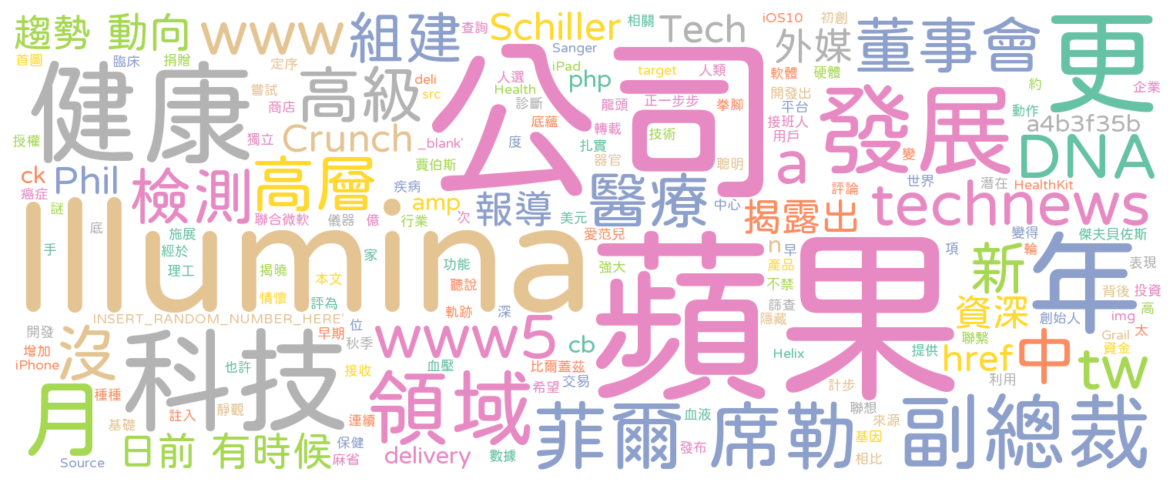 趨勢 動向
www
組建
查詢
Schiller
相關
Tech
iOS10
初創
外媒
董事會
更
首圖
臨床
捐贈
定序
Sanger
iPad
php
target
人類
軟體
硬體
約
企業
健康
嘗試
商店
高級
deli
src
人選
Health
診斷
公司
龍頭
正一步步
拳腳
開發出
平台
接班人
用戶
發展
動作
a4b3f35b
授權
獨立
Crunch
_blank'
底蘊
度
轉載
扎實
技術
器官
聰明
a
變
DNA
ck
癌症
Phil
檢測
高層
賈伯斯
疾病
amp
報導
醫療
中心
揭露出
評論
世界
潛在
HealthKit
technews
謎
底
聯合微軟
儀器
億
行業
次
美元
愛范兒
n
早
新
項
變得
輪
傑夫貝佐斯
手
施展
經於
理工
Illumina
家
功能
聽說
強大
蘋果
產品
不禁
年
表現
揭曉
情懷
本文
評為
軌跡
深
篩查
隱藏
資深
創始人
背後
投資
高
INSERT_RANDOM_NUMBER_HERE'
開發
沒
早期
位
秋季
www5
cb
Helix
提供
聯繫
href
中
img
太
Grail
資金
增加
iPhone
科技
也許
接收
血壓
比爾蓋茲
交易
希望
計步
利用
tw
月
種種
基礎
註入
靜觀
連續
領域
菲爾
血液
席勒
聯想
來源
副總裁
Source
日前
有時候
保健
麻省
delivery
數據
發布
基因
相比